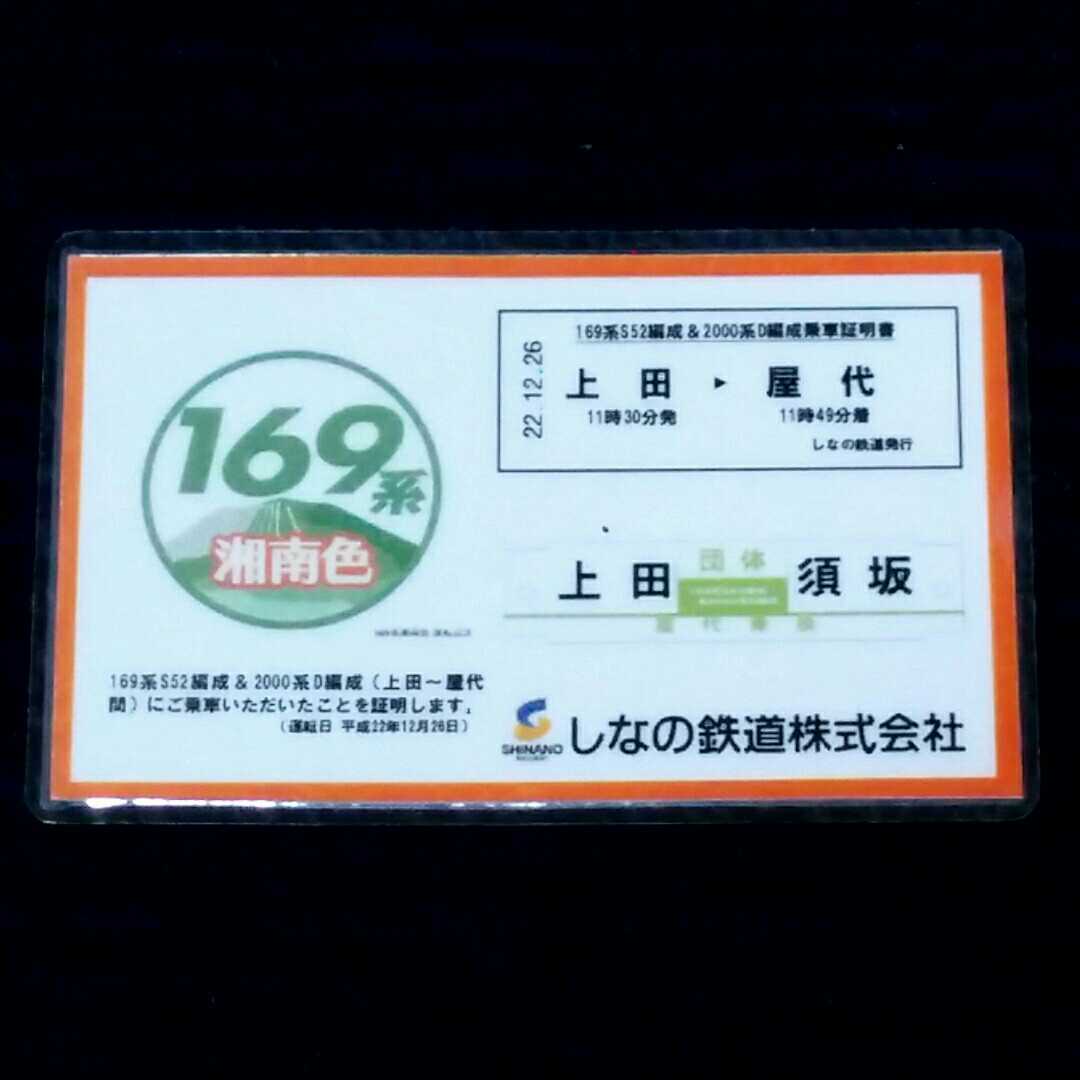 169系
湘南色
169系S52編成&2000系D編成(上田～屋代
間)にご乗車いただいたことを証明します。
(運転日 平成22年12月26日)
169系S52編成&2000系D編成乗車証明書
22.12.26
上田 ▶ 屋代
11時30分発 11時49分着
しなの鉄道発行
団体
上田 須坂
屋代
SHINANO
しなの鉄道株式会社